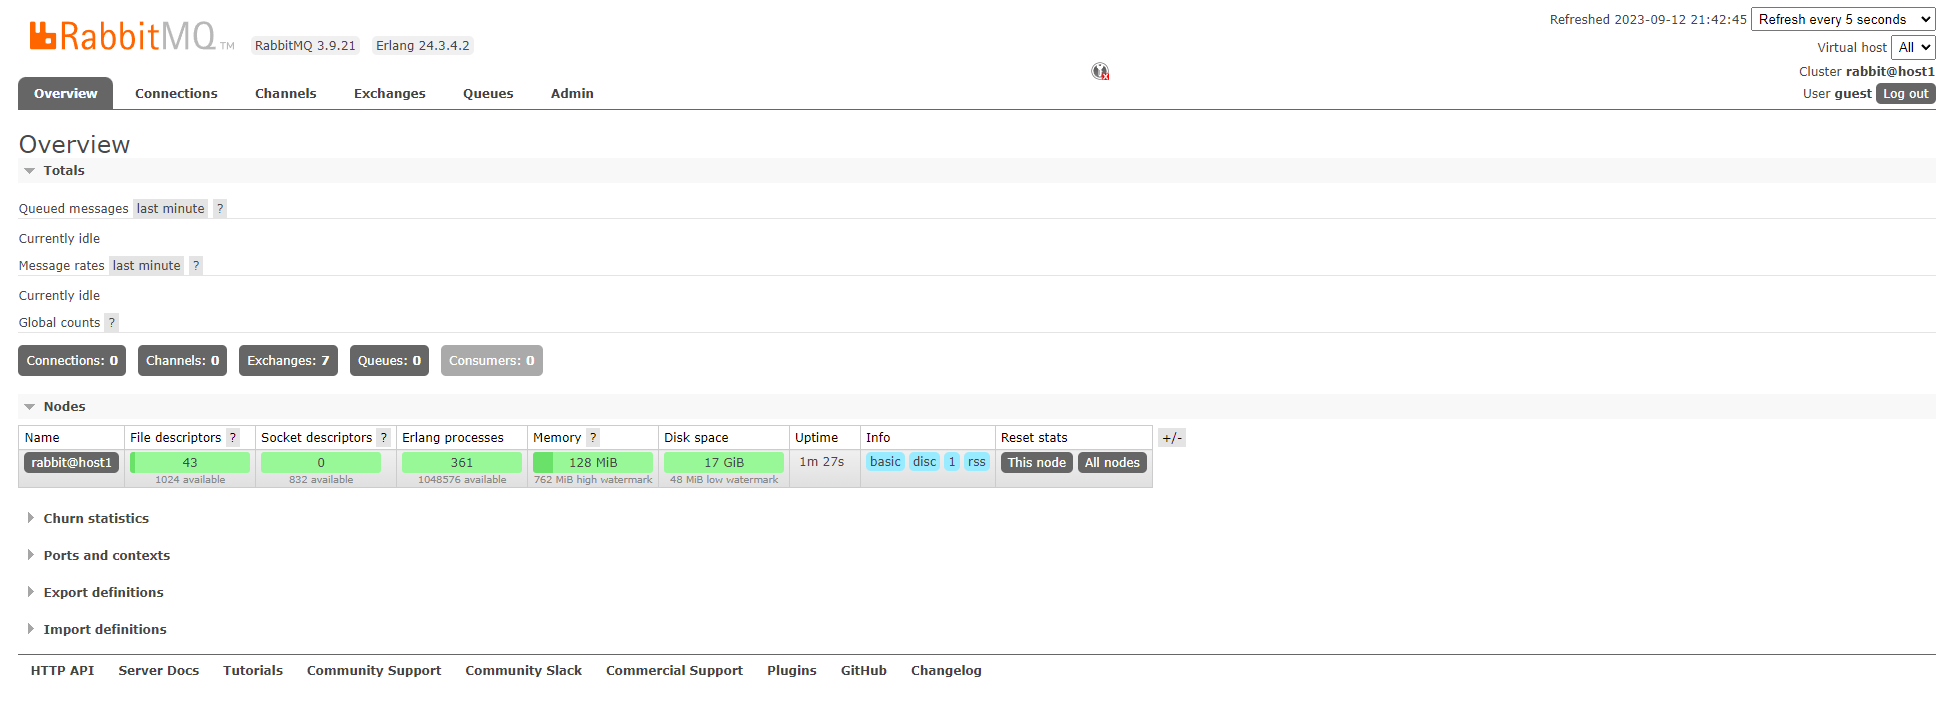 RabbitMQ TM RabbitMQ 3.9.21 Erlang 24.3.4.2
Refreshed 2023-09-12 21:42:45 Refresh every 5 seconds
Virtual host All
Cluster rabbit@host1
User guest Log out
Overview Connections Channels Exchanges Queues Admin
Overview
Totals
Queued messages last minute ?
Currently idle
Message rates last minute ?
Currently idle
Global counts ?
Connections: 0 Channels: 0 Exchanges: 7 Queues: 0 Consumers: 0
Nodes
Name File descriptors ? Socket descriptors ? Erlang processes Memory ? Disk space Uptime Info Reset stats +/-
rabbit@host1 43 0 361 128 MiB 17 GiB 1m 27s basic disc 1 rss This node All nodes
1024 available 832 available 1048576 available 762 MiB high watermark 48 MiB low watermark
Churn statistics
Ports and contexts
Export definitions
Import definitions
HTTP API Server Docs Tutorials Community Support Community Slack Commercial Support Plugins GitHub Changelog